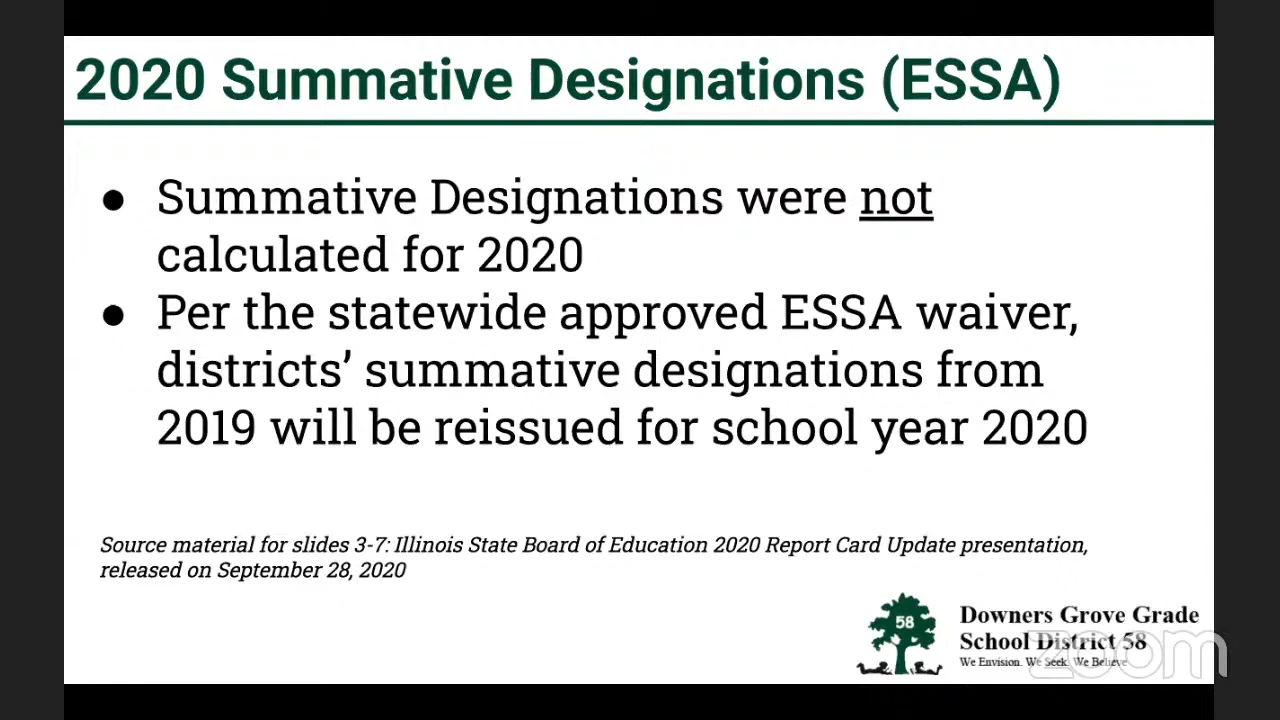 2020 Summative Designations (ESSA)
● Summative Designations were not
calculated for 2020
● Per the statewide approved ESSA waiver,
districts’ summative designations from
2019 will be reissued for school year 2020
Source material for slides 3-7: Illinois State Board of Education 2020 Report Card Update presentation,
released on September 28, 2020
58
Downers Grove Grade
School District 58
We Envision. We Seek. We Believe
zoom